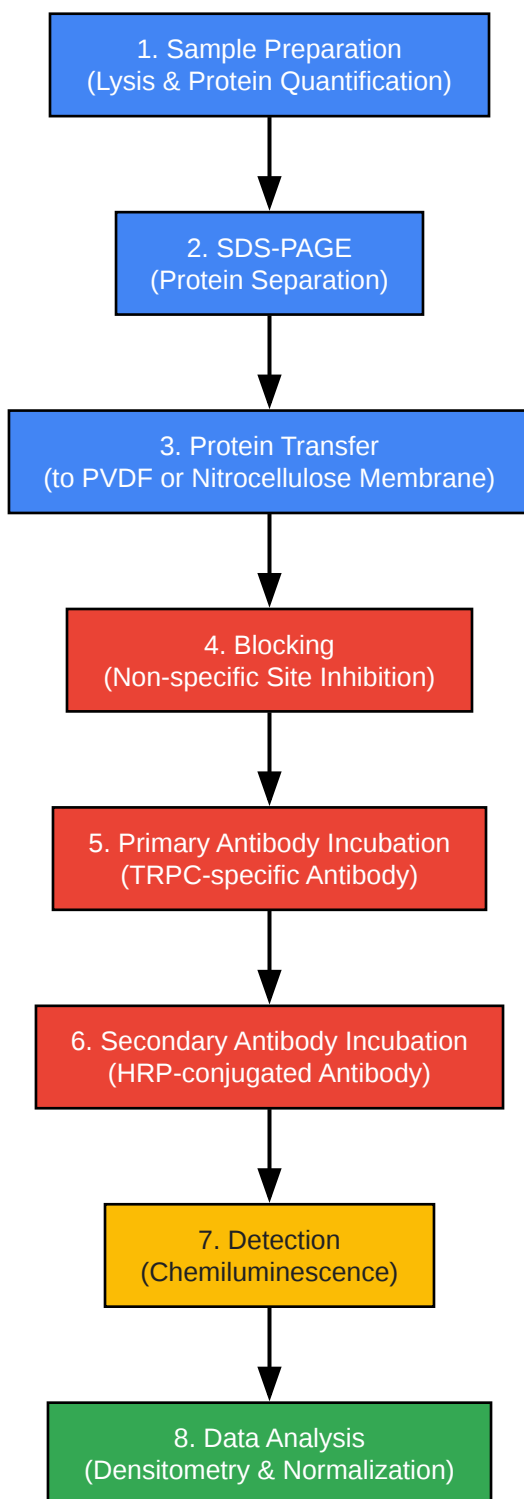 1. Sample Preparation
(Lysis & Protein Quantification)
2. SDS-PAGE
(Protein Separation)
3. Protein Transfer
(to PVDF or Nitrocellulose Membrane)
4. Blocking
(Non-specific Site Inhibition)
5. Primary Antibody Incubation
(TRPC-specific Antibody)
6. Secondary Antibody Incubation
(HRP-conjugated Antibody)
7. Detection
(Chemiluminescence)
8. Data Analysis
(Densitometry & Normalization)